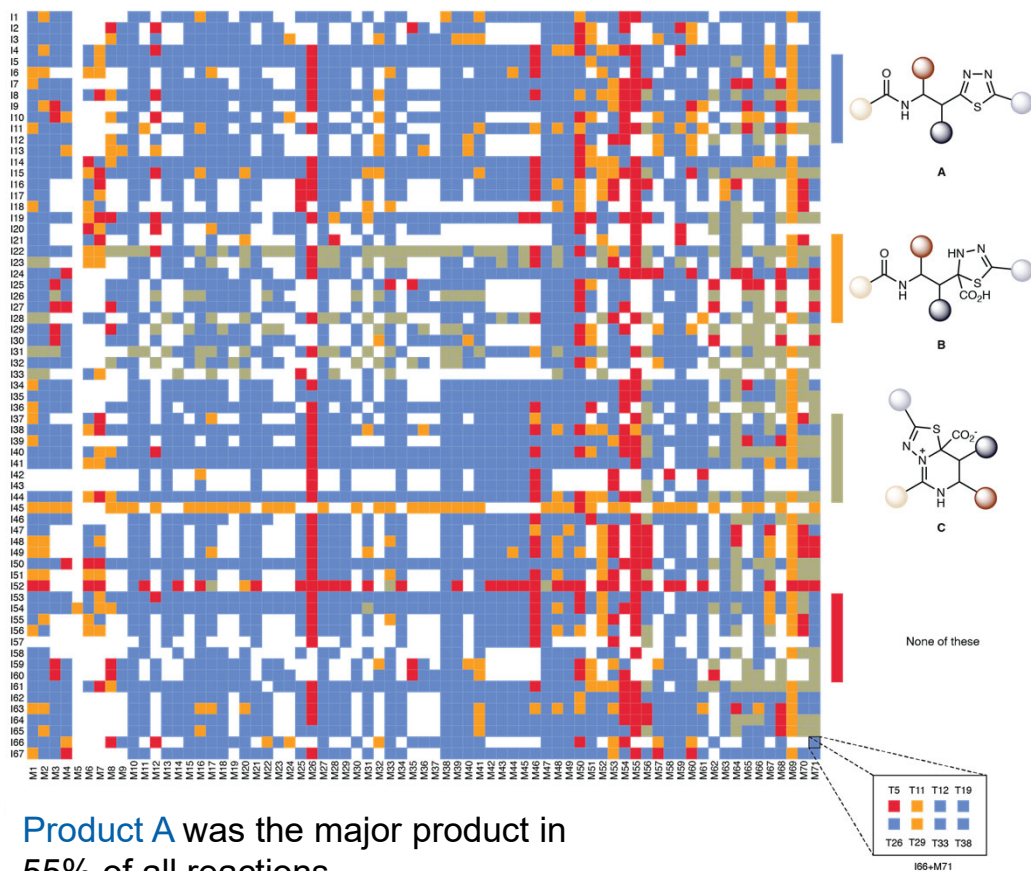 I1
I2
I3
I4
I5
I6
I7
I8
I9
I10
I11
I12
I13
I14
I15
I16
I17
I18
I19
I20
I21
I22
I23
I24
I25
I26
I27
I28
I29
I30
I31
I32
I33
I34
I35
I36
I37
I38
I39
I40
I41
I42
I43
I44
I45
I46
I47
I48
I49
I50
I51
I52
I53
I54
I55
I56
I57
I58
I59
I60
I61
I62
I63
I64
I65
I66
I67
M1 M2 M3 M4 M5 M6 M7 M8 M9 M10 M11 M12 M13 M14 M15 M16 M17 M18 M19 M20 M21 M22 M23 M24 M25 M26 M27 M28 M29 M30 M31 M32 M33 M34 M35 M36 M37 M38 M39 M40 M41 M42 M43 M44 M45 M46 M47 M48 M49 M50 M51 M52 M53 M54 M55 M56 M57 M58 M59 M60 M61 M62 M63 M64 M65 M66 M67 M68 M69 M70 M71
O
N H
N N
S
A
O
N H
HN N
S
CO2H
B
S
CO2-
N
N+
N H
C
None of these
T5 T11 T12 T19
T26 T29 T33 T38
I66+M71
Product A was the major product in
55% of all reactions